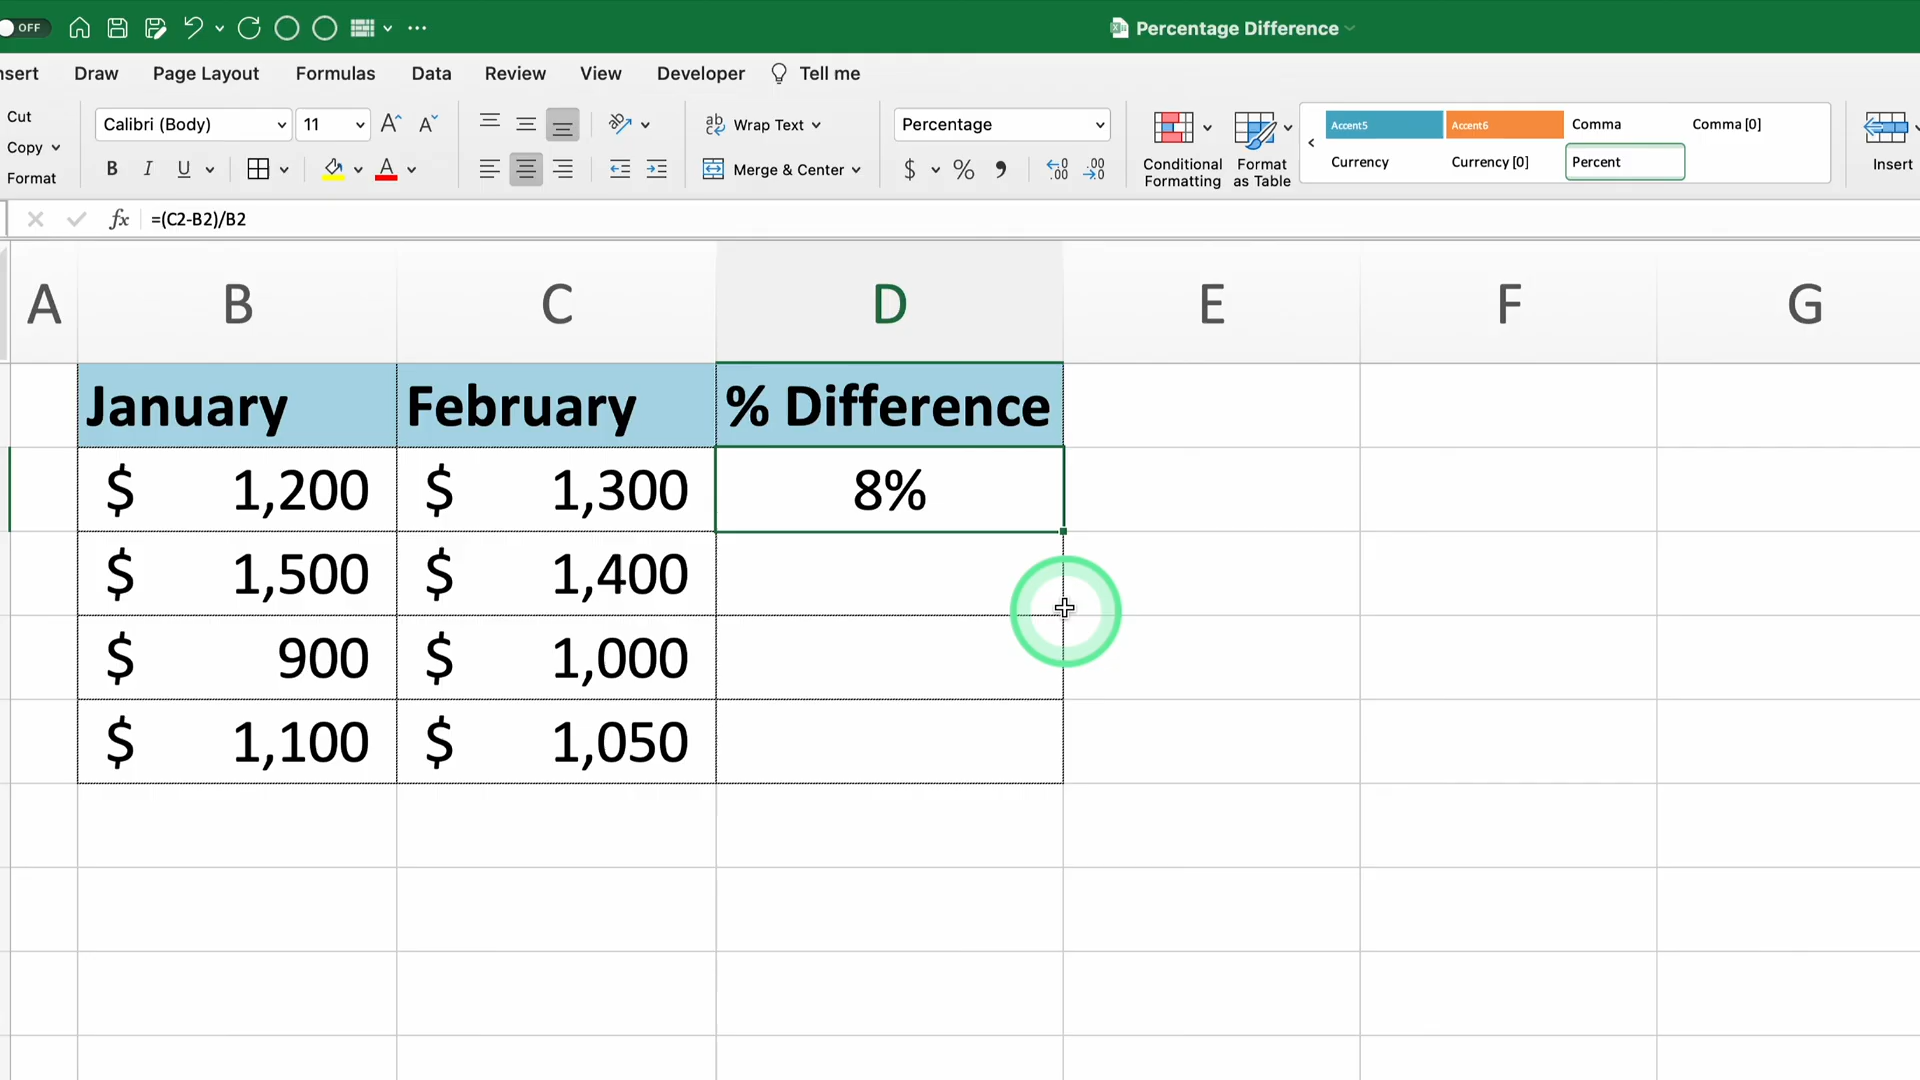 OFF
Percentage Difference
nsert Draw Page Layout Formulas Data Review View Developer Tell me
Cut
Copy
Format
Calibri (Body) 11
B I U
Wrap Text
Merge & Center
Percentage
$ % ,
Conditional Formatting
Format as Table
Accent5 Accent6 Comma Comma [0]
Currency Currency [0] Percent
Insert
fx =(C2-B2)/B2
A B C D E F G
January February % Difference
$ 1,200 $ 1,300 8%
$ 1,500 $ 1,400
$ 900 $ 1,000
$ 1,100 $ 1,050